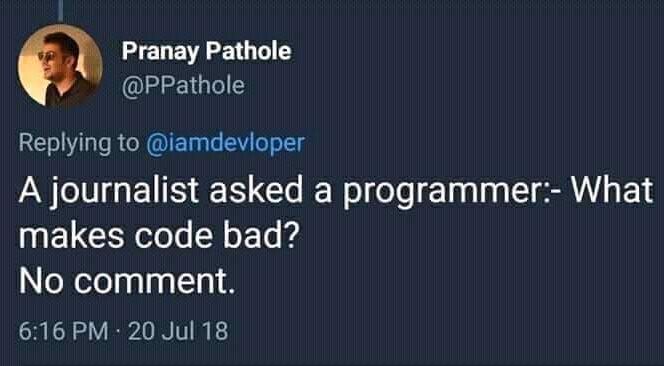 Pranay Pathole
@PPathole
Replying to @iamdevloper
A journalist asked a programmer:- What
makes code bad?
No comment.
6:16 PM · 20 Jul 18